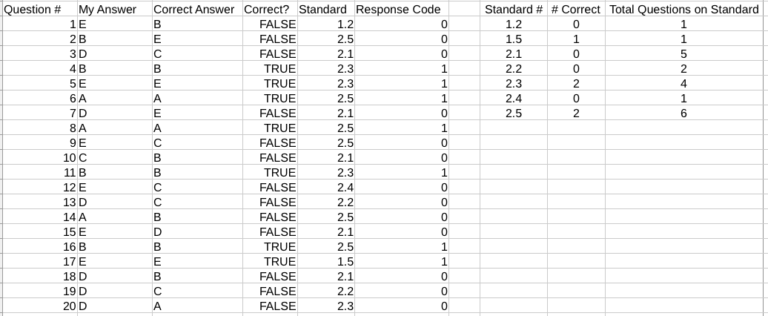 Question # My Answer Correct Answer Correct? Standard Response Code Standard # # Correct Total Questions on Standard
1 E B FALSE 1.2 0 1.2 0 1
2 B E FALSE 2.5 0 1.5 1 1
3 D C FALSE 2.1 0 2.1 0 5
4 B B TRUE 2.3 1 2.2 0 2
5 E E TRUE 2.3 1 2.3 2 4
6 A A TRUE 2.5 1 2.4 0 1
7 D E FALSE 2.1 0 2.5 2 6
8 A A TRUE 2.5 1
9 E C FALSE 2.5 0
10 C B FALSE 2.1 0
11 B B TRUE 2.3 1
12 E C FALSE 2.4 0
13 D C FALSE 2.2 0
14 A B FALSE 2.5 0
15 E D FALSE 2.1 0
16 B B TRUE 2.5 1
17 E E TRUE 1.5 1
18 D B FALSE 2.1 0
19 D C FALSE 2.2 0
20 D A FALSE 2.3 0